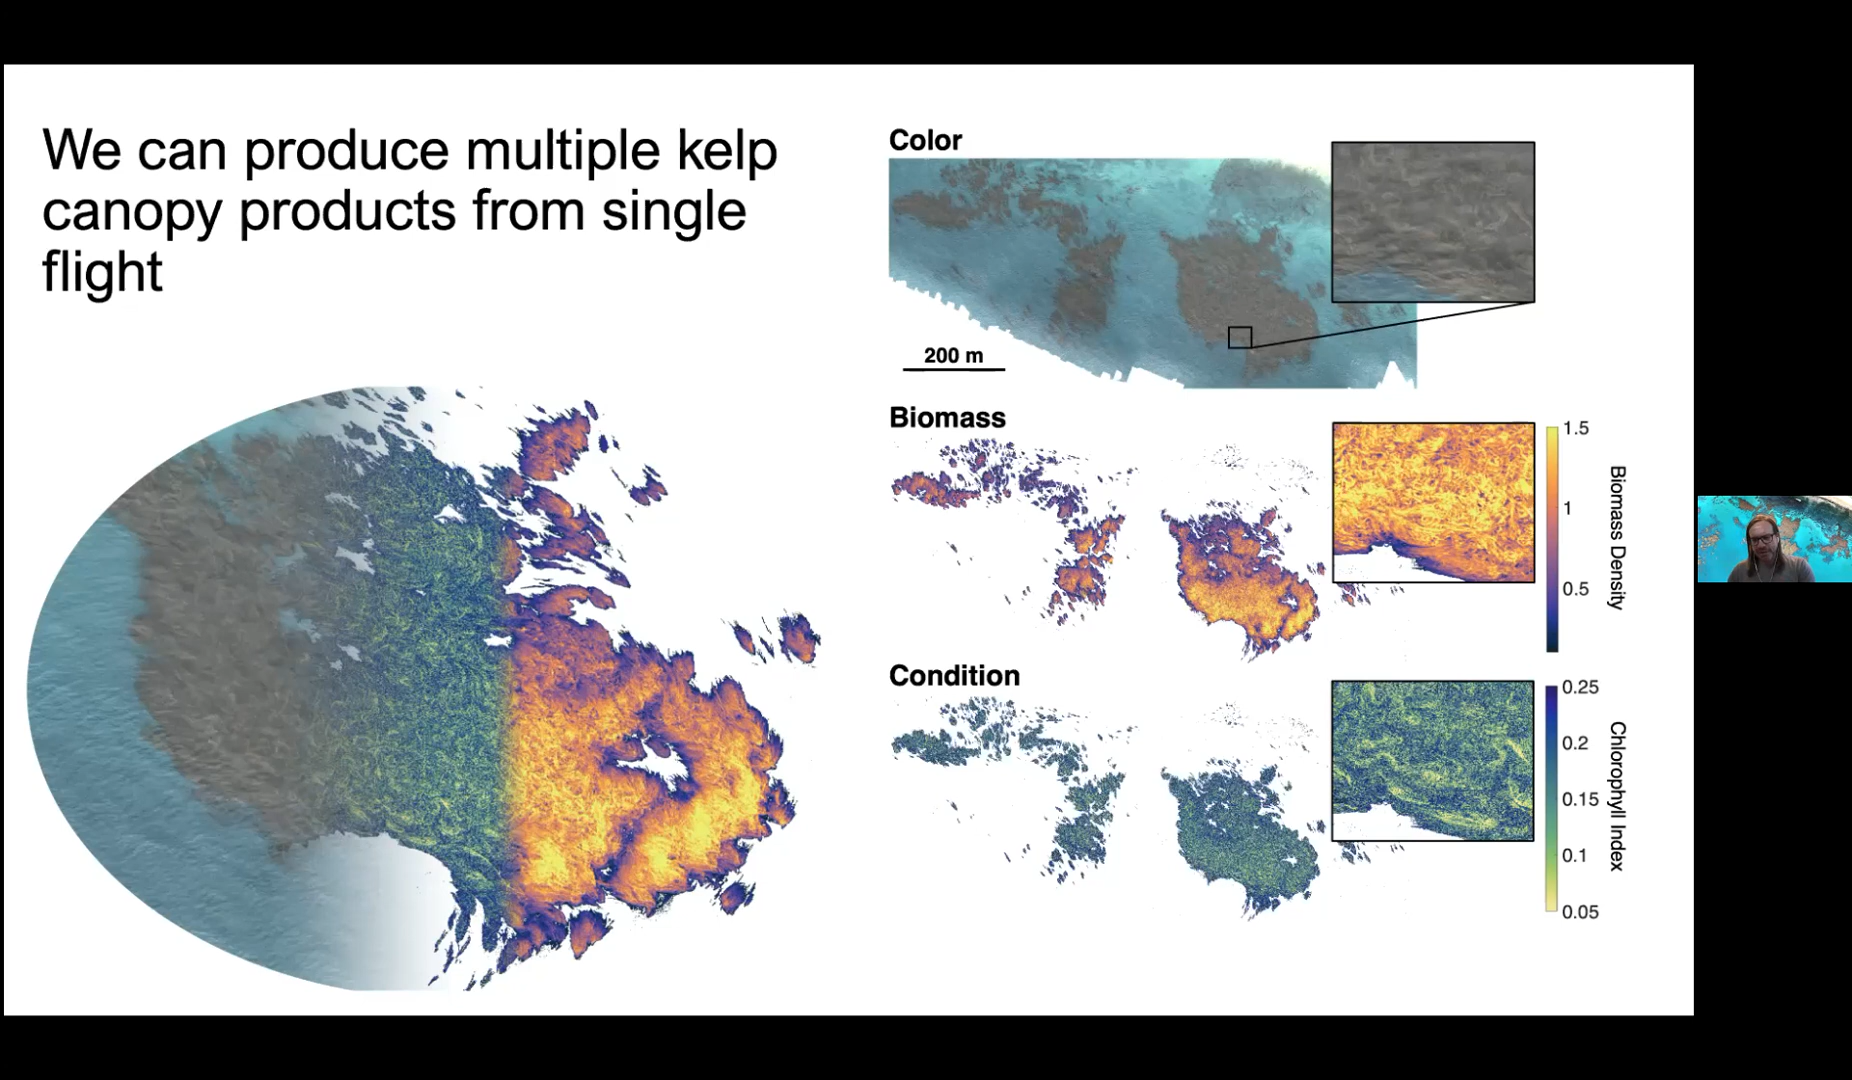 We can produce multiple kelp
canopy products from single
flight
Color
200 m
Biomass
1.5
1
0.5
Biomass Density
Condition
0.25
0.2
0.15
0.1
0.05
Chlorophyll Index